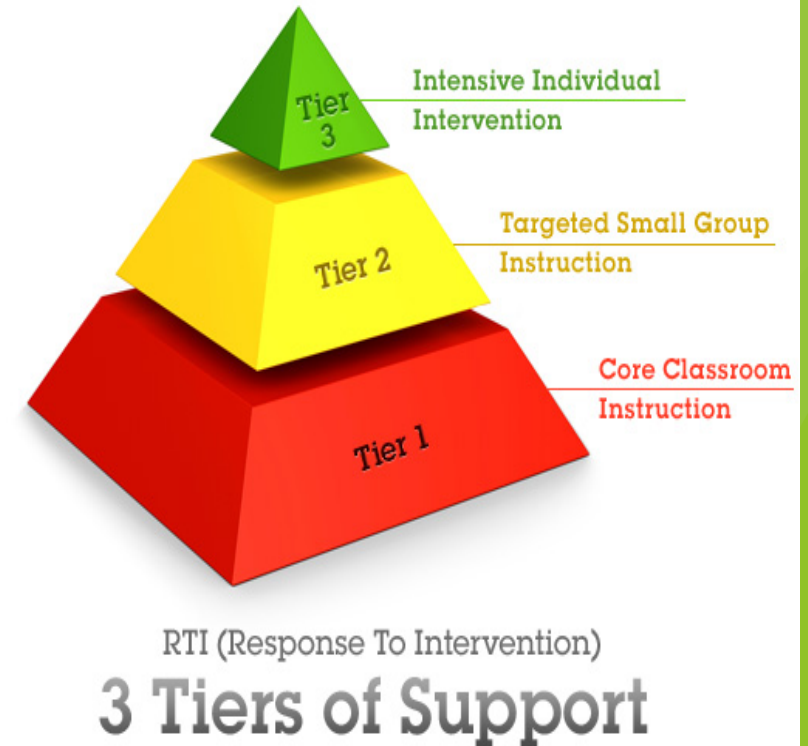 Tier
3
Intensive Individual
Intervention
Tier 2
Targeted Small Group
Instruction
Tier 1
Core Classroom
Instruction
RTI (Response To Intervention)
3 Tiers of Support